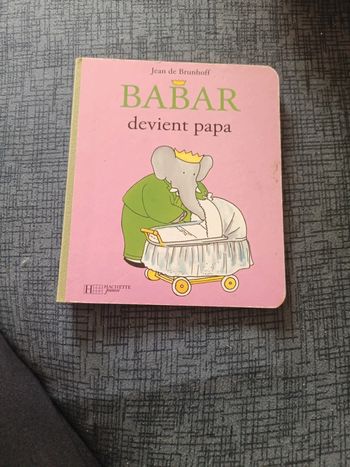 Jean de Brunhoff
BABAR
devient papa
H HACHETTE
Jeunesse